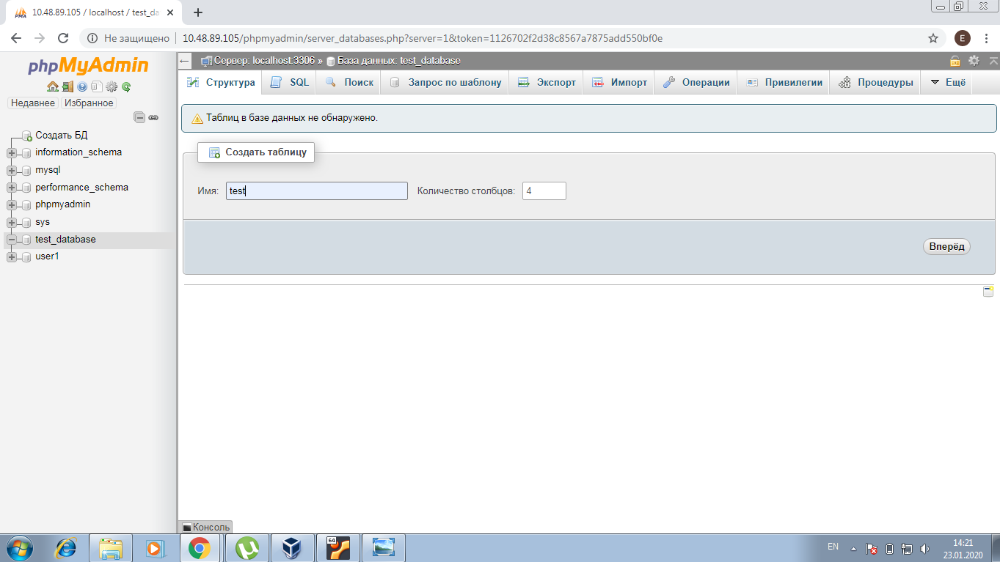 10.48.89.105 / localhost / test_da
Не защищено
10.48.89.105/phpmyadmin/server_databases.php?server=1&token=1126702f2d38c8567a7875add550bf0e
E
phpMyAdmin
Недавнее Избранное
Создать БД
information_schema
mysql
performance_schema
phpmyadmin
sys
test_database
user1
Сервер: localhost:3306 » База данных: test_database
Структура SQL Поиск Запрос по шаблону Экспорт Импорт Операции Привилегии Процедуры Ещё
Таблиц в базе данных не обнаружено.
Создать таблицу
Имя: test Количество столбцов: 4
Вперёд
Консоль
64
EN
14:21
23.01.2020